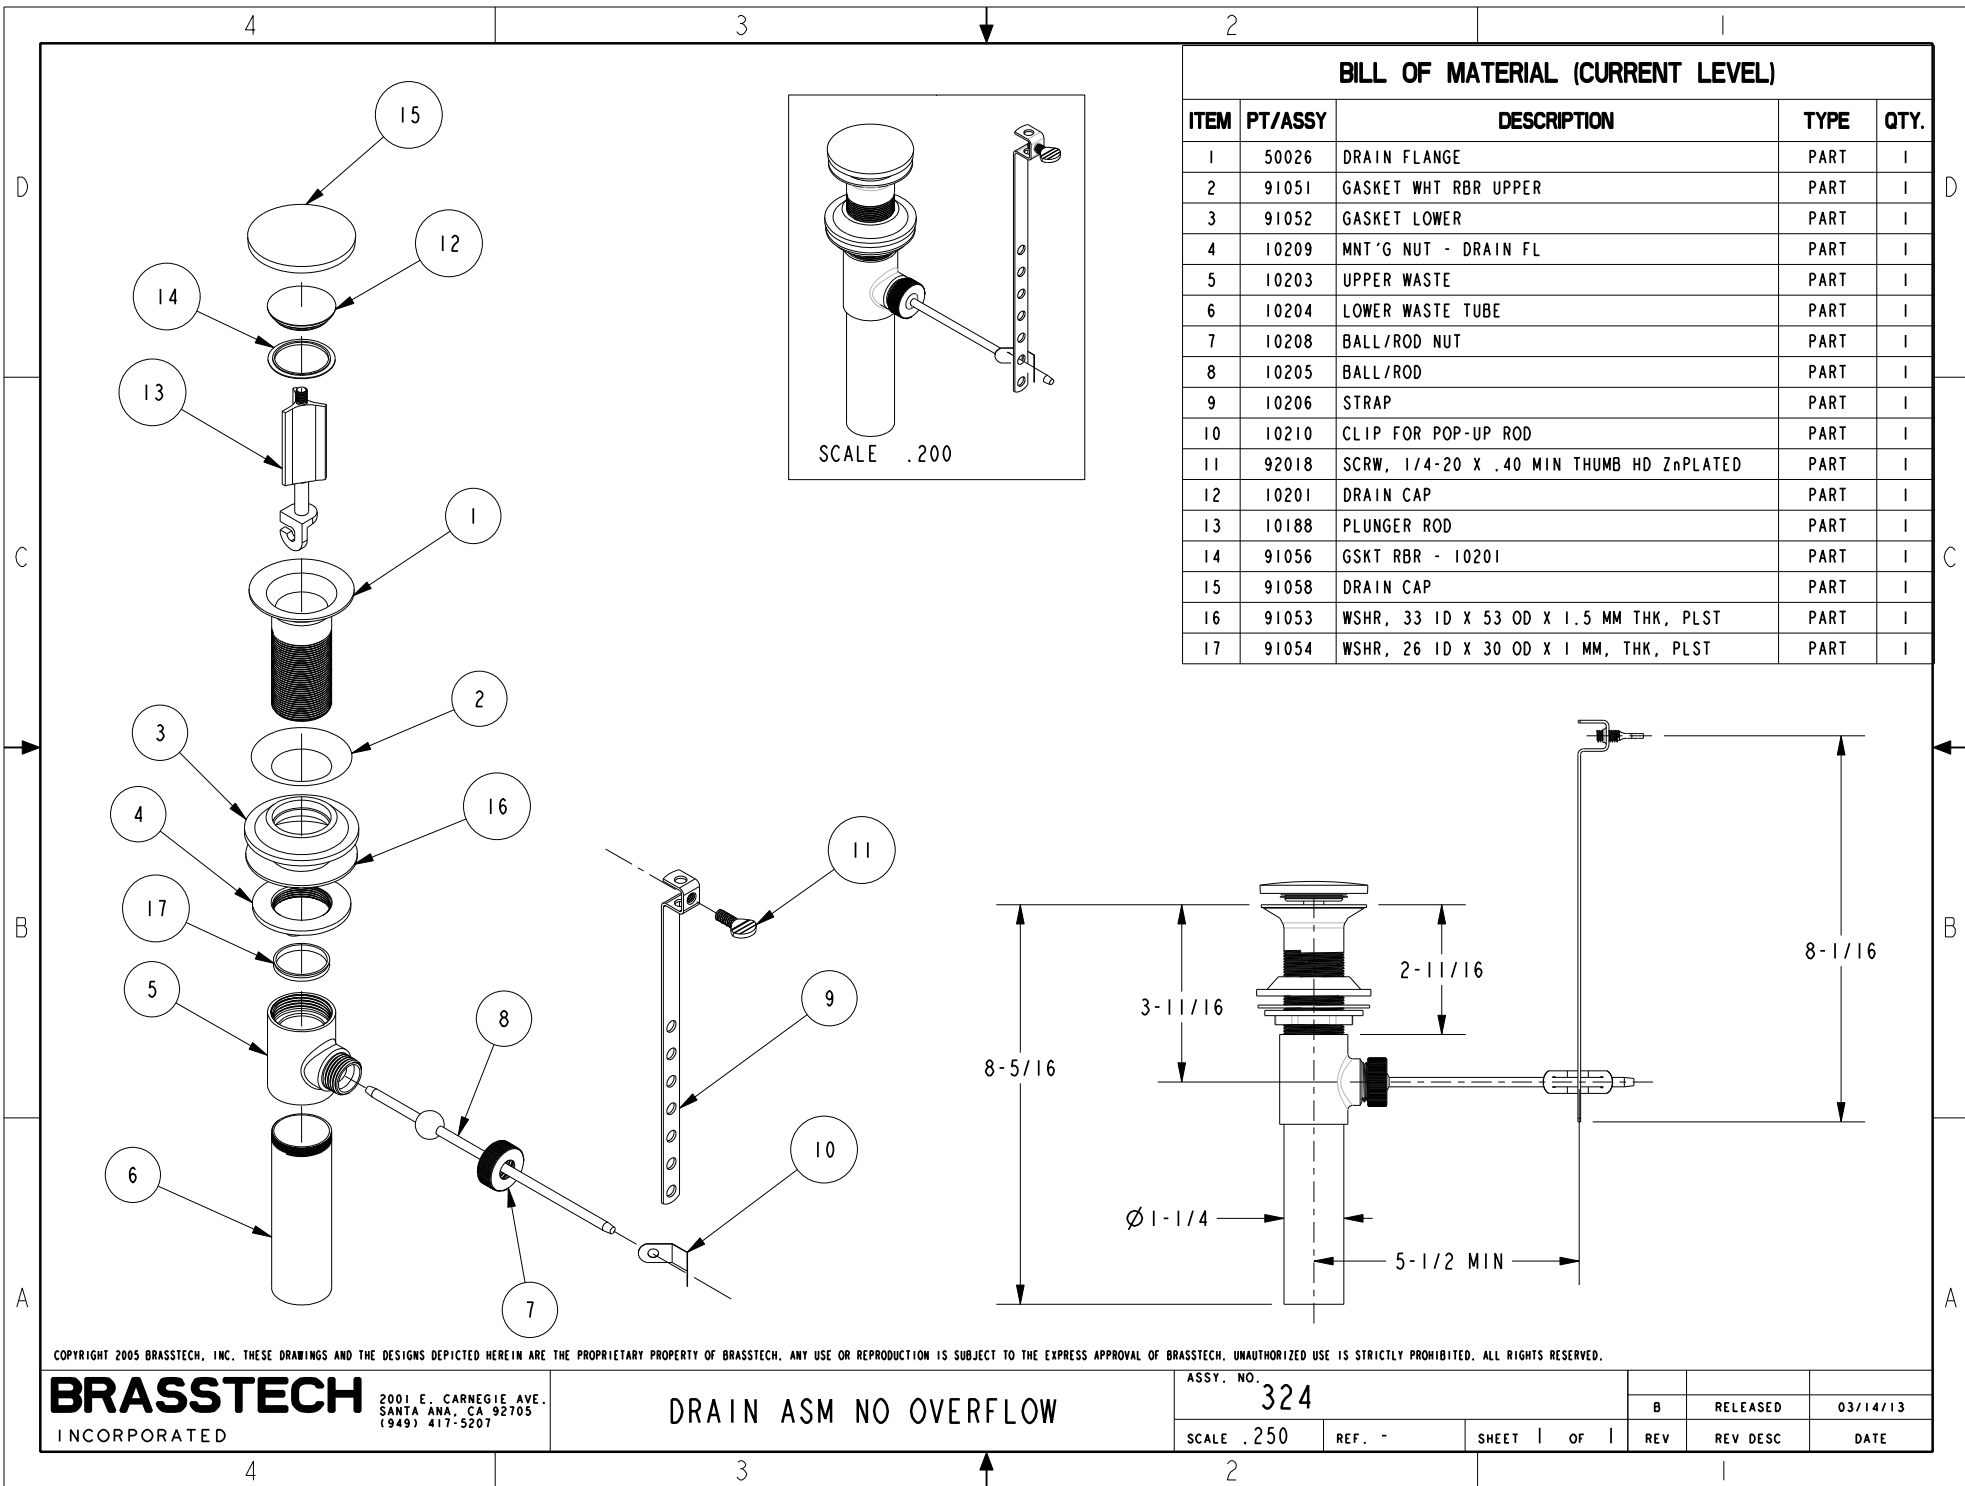 4 3 2 1
D
C
B
A
BILL OF MATERIAL (CURRENT LEVEL)
ITEM PT/ASSY DESCRIPTION TYPE QTY.
1 50026 DRAIN FLANGE PART 1
2 91051 GASKET WHT RBR UPPER PART 1
3 91052 GASKET LOWER PART 1
4 10209 MNT'G NUT - DRAIN FL PART 1
5 10203 UPPER WASTE PART 1
6 10204 LOWER WASTE TUBE PART 1
7 10208 BALL/ROD NUT PART 1
8 10205 BALL/ROD PART 1
9 10206 STRAP PART 1
10 10210 CLIP FOR POP-UP ROD PART 1
11 92018 SCRW, 1/4-20 X .40 MIN THUMB HD ZnPLATED PART 1
12 10201 DRAIN CAP PART 1
13 10188 PLUNGER ROD PART 1
14 91056 GSKT RBR - 10201 PART 1
15 91058 DRAIN CAP PART 1
16 91053 WSHR, 33 ID X 53 OD X 1.5 MM THK, PLST PART 1
17 91054 WSHR, 26 ID X 30 OD X 1 MM, THK, PLST PART 1
D
C
B
A
15
12
14
13
1
2
3
16
4
17
5
6
8
7
11
9
10
SCALE .200
8-1/16
2-11/16
3-11/16
8-5/16
Ø1-1/4
5-1/2 MIN
COPYRIGHT 2005 BRASSTECH, INC. THESE DRAWINGS AND THE DESIGNS DEPICTED HEREIN ARE THE PROPRIETARY PROPERTY OF BRASSTECH. ANY USE OR REPRODUCTION IS SUBJECT TO THE EXPRESS APPROVAL OF BRASSTECH. UNAUTHORIZED USE IS STRICTLY PROHIBITED. ALL RIGHTS RESERVED.
BRASSTECH
INCORPORATED
2001 E. CARNEGIE AVE.
SANTA ANA, CA 92705
(949) 417-5207
DRAIN ASM NO OVERFLOW
ASSY. NO.
324
SCALE .250 REF. - SHEET 1 OF 1
B RELEASED 03/14/13
REV REV DESC DATE
4 3 2 1